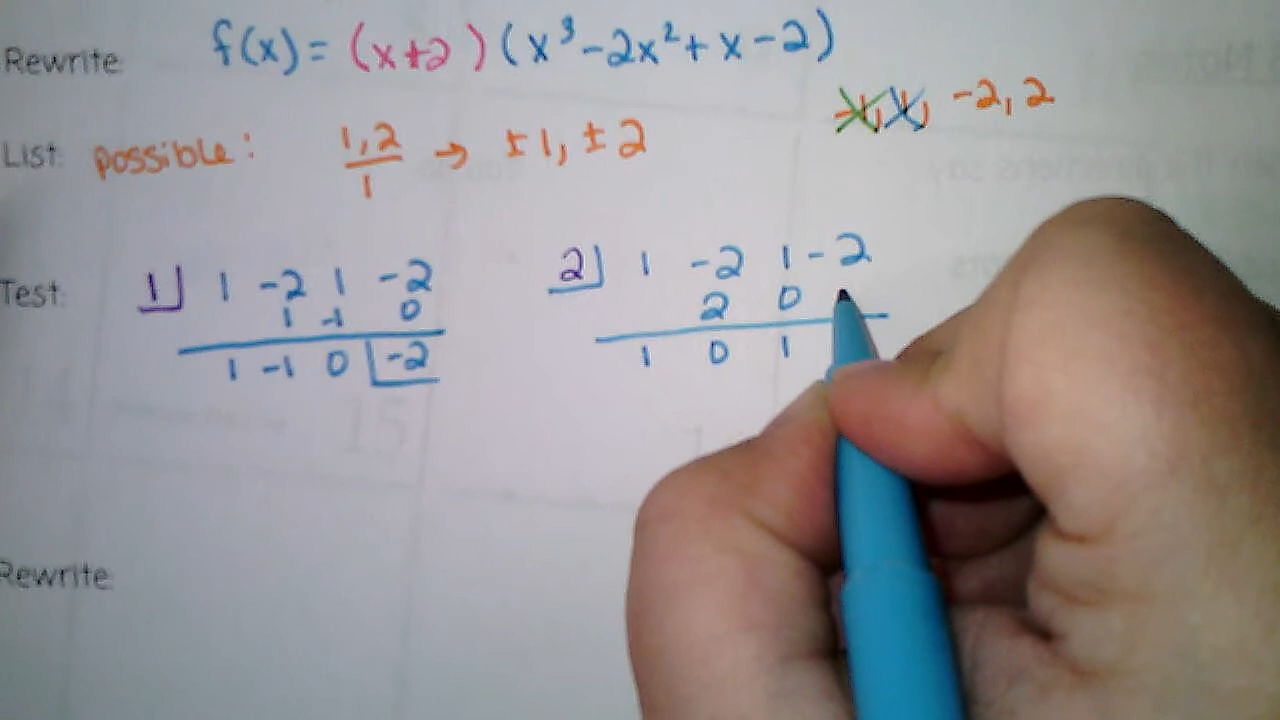 Rewrite f(x) = (x+2)(x³-2x²+x-2)
-2, 2
List: possible: 1,2/1 → ±1, ±2
Test: 1 1 -2 1 -2 2 1 -2 1 -2
1 -1 0 2 0
1 -1 0 -2 1 0 1
Rewrite